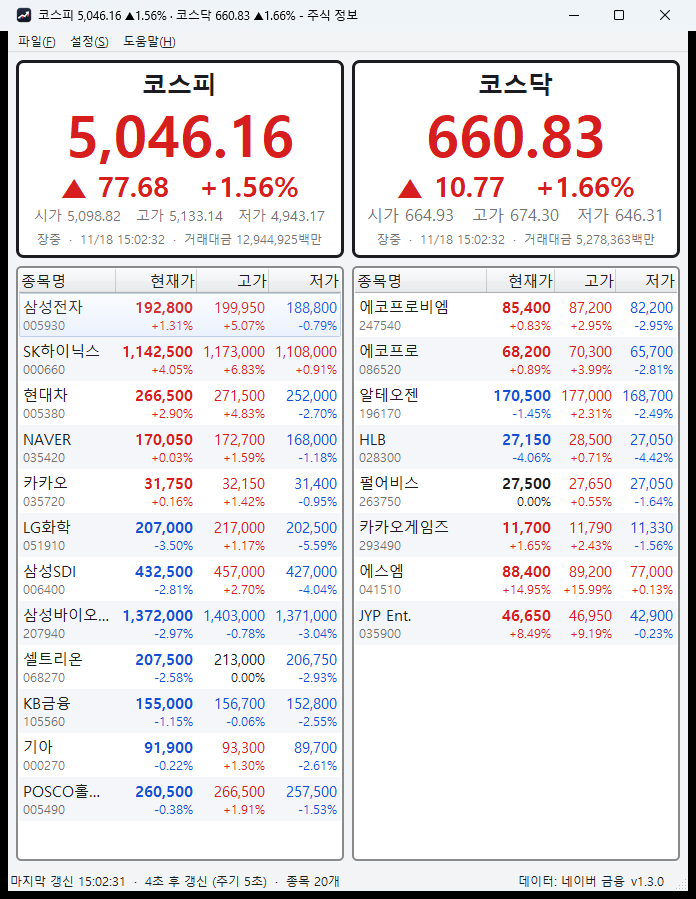 코스피 5,046.16 ▲1.56% · 코스닥 660.83 ▲1.66% - 주식 정보
파일(F) 설정(S) 도움말(H)
코스피
5,046.16
▲ 77.68 +1.56%
시가 5,098.82 고가 5,133.14 저가 4,943.17
장중 · 11/18 15:02:32 · 거래대금 12,944,925백만
코스닥
660.83
▲ 10.77 +1.66%
시가 664.93 고가 674.30 저가 646.31
장중 · 11/18 15:02:32 · 거래대금 5,278,363백만
종목명 현재가 고가 저가
삼성전자 192,800 199,950 188,800
005930 +1.31% +5.07% -0.79%
SK하이닉스 1,142,500 1,173,000 1,108,000
000660 +4.05% +6.83% +0.91%
현대차 266,500 271,500 252,000
005380 +2.90% +4.83% -2.70%
NAVER 170,050 172,700 168,000
035420 +0.03% +1.59% -1.18%
카카오 31,750 32,150 31,400
035720 +0.16% +1.42% -0.95%
LG화학 207,000 217,000 202,500
051910 -3.50% +1.17% -5.59%
삼성SDI 432,500 457,000 427,000
006400 -2.81% +2.70% -4.04%
삼성바이오... 1,372,000 1,403,000 1,371,000
207940 -2.97% -0.78% -3.04%
셀트리온 207,500 213,000 206,750
068270 -2.58% 0.00% -2.93%
KB금융 155,000 156,700 152,800
105560 -1.15% -0.06% -2.55%
기아 91,900 93,300 89,700
000270 -0.22% +1.30% -2.61%
POSCO홀... 260,500 266,500 257,500
005490 -0.38% +1.91% -1.53%
종목명 현재가 고가 저가
에코프로비엠 85,400 87,200 82,200
247540 +0.83% +2.95% -2.95%
에코프로 68,200 70,300 65,700
086520 +0.89% +3.99% -2.81%
알테오젠 170,500 177,000 168,700
196170 -1.45% +2.31% -2.49%
HLB 27,150 28,500 27,050
028300 -4.06% +0.71% -4.42%
펄어비스 27,500 27,650 27,050
263750 0.00% +0.55% -1.64%
카카오게임즈 11,700 11,790 11,330
293490 +1.65% +2.43% -1.56%
에스엠 88,400 89,200 77,000
041510 +14.95% +15.99% +0.13%
JYP Ent. 46,650 46,950 42,900
035900 +8.49% +9.19% -0.23%
마지막 갱신 15:02:31 · 4초 후 갱신 (주기 5초) · 종목 20개
데이터: 네이버 금융 v1.3.0